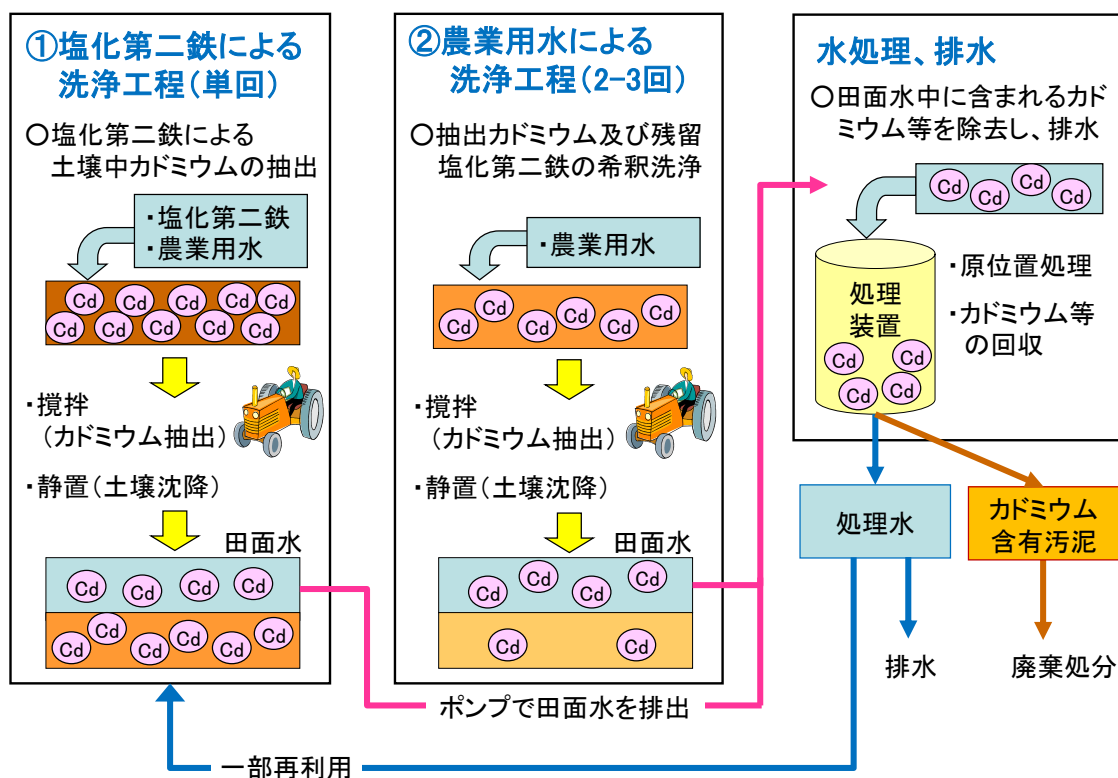 ①塩化第二鉄による
洗浄工程(単回)
○塩化第二鉄による
土壌中カドミウムの抽出
・塩化第二鉄
・農業用水
Cd Cd Cd Cd Cd
Cd Cd Cd Cd Cd
・攪拌
(カドミウム抽出)
・静置(土壌沈降)
田面水
Cd Cd Cd Cd
Cd Cd Cd Cd Cd Cd
②農業用水による
洗浄工程(2-3回)
○抽出カドミウム及び残留
塩化第二鉄の希釈洗浄
・農業用水
Cd Cd Cd Cd Cd Cd
・攪拌
(カドミウム抽出)
・静置(土壌沈降)
田面水
Cd Cd Cd Cd
Cd Cd
水処理、排水
○田面水中に含まれるカド
ミウム等を除去し、排水
Cd Cd Cd Cd
処理
装置
Cd Cd
Cd Cd
・原位置処理
・カドミウム等
の回収
処理水
カドミウム
含有汚泥
排水
廃棄処分
ポンプで田面水を排出
一部再利用